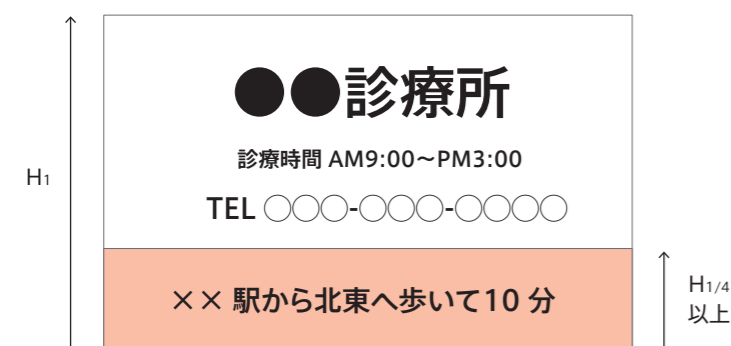 ●●診療所
診療時間 AM9:00～PM3:00
TEL ○○○-○○○-○○○○
H1
×× 駅から北東へ歩いて10 分
H1/4
以上